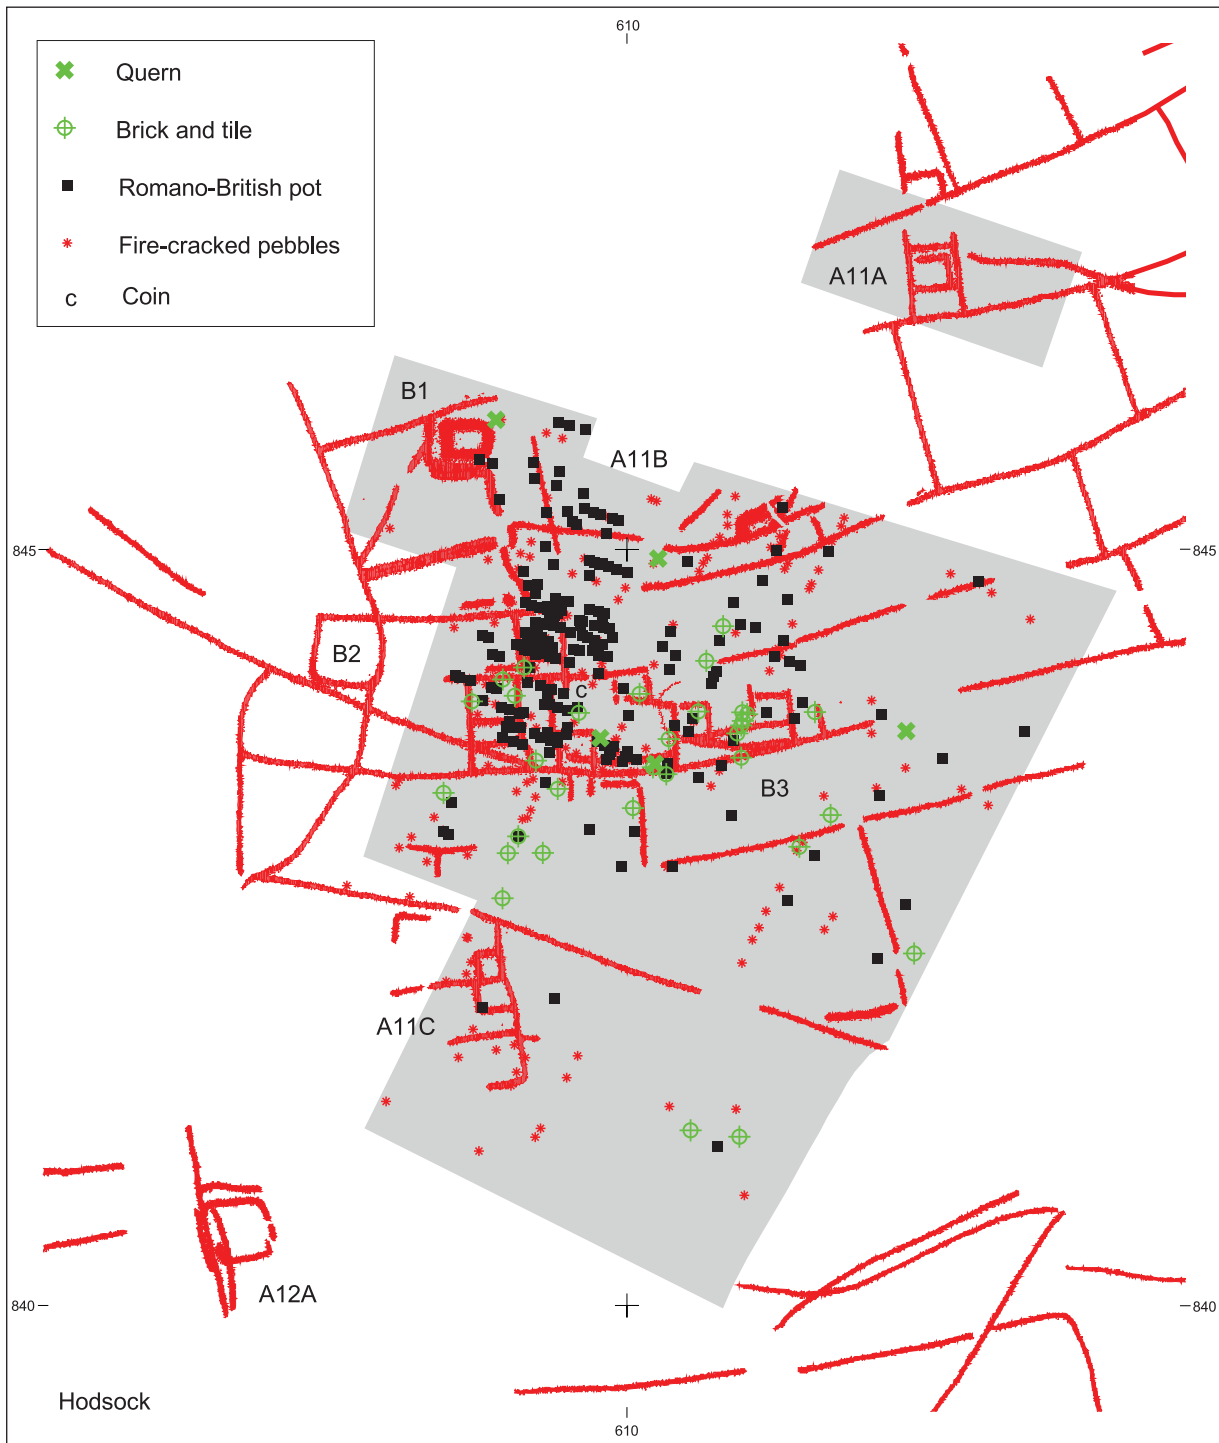 610
Quern
Brick and tile
Romano-British pot
Fire-cracked pebbles
c Coin
A11A
B1
A11B
845
845
B2
c
B3
A11C
A12A
840
840
Hodsock
610